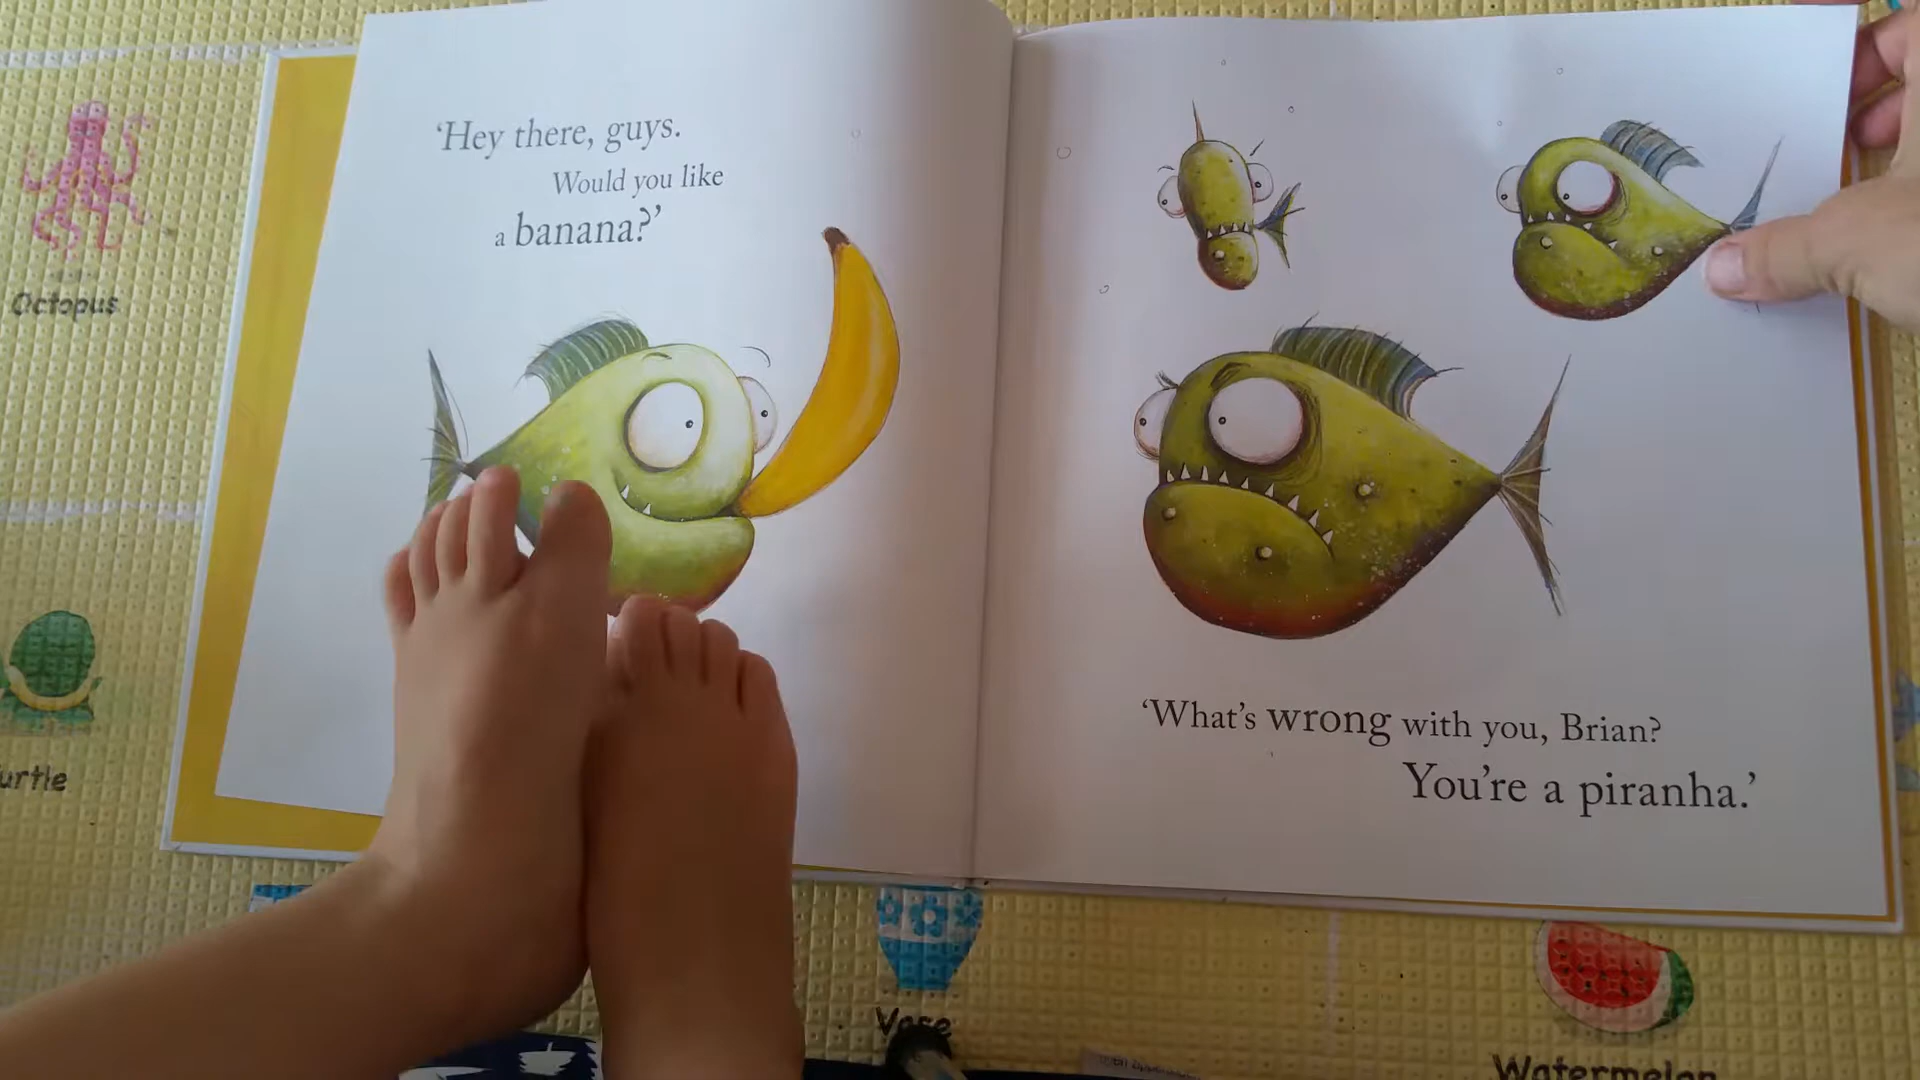 'Hey there, guys.
Would you like
a banana?'
'What's wrong with you, Brian?
You're a piranha.'
Octopus
urtle
Vase
Watermelon